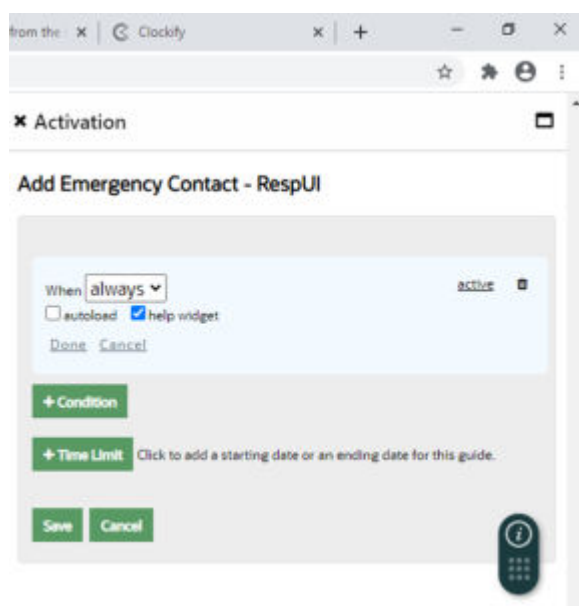 from the
Clockify
Activation
Add Emergency Contact - RespUI
When always active
autoload help widget
Done Cancel
+ Condition
+ Time Limit Click to add a starting date or an ending date for this guide.
Save Cancel